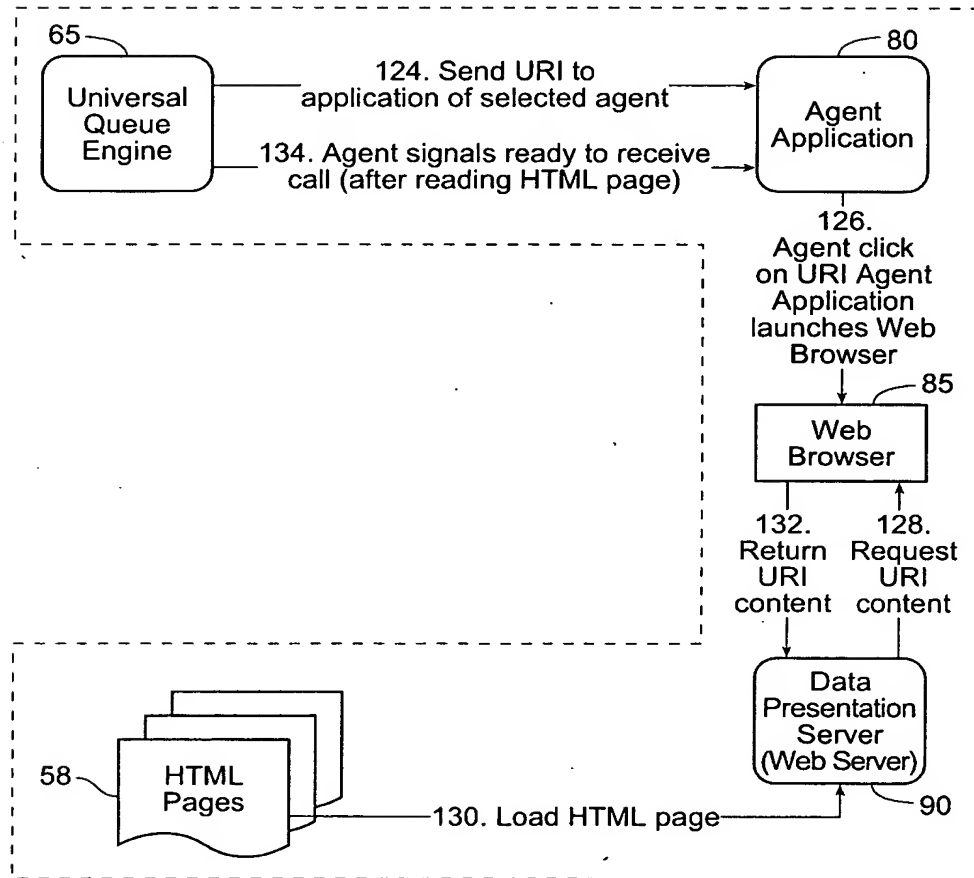 65
Universal
Queue
Engine
124. Send URI to
application of selected agent
134. Agent signals ready to receive
call (after reading HTML page)
80
Agent
Application
126.
Agent click
on URI Agent
Application
launches Web
Browser
85
Web
Browser
132.
Return
URI
content
128.
Request
URI
content
Data
Presentation
Server
(Web Server)
90
58
HTML
Pages
130. Load HTML page